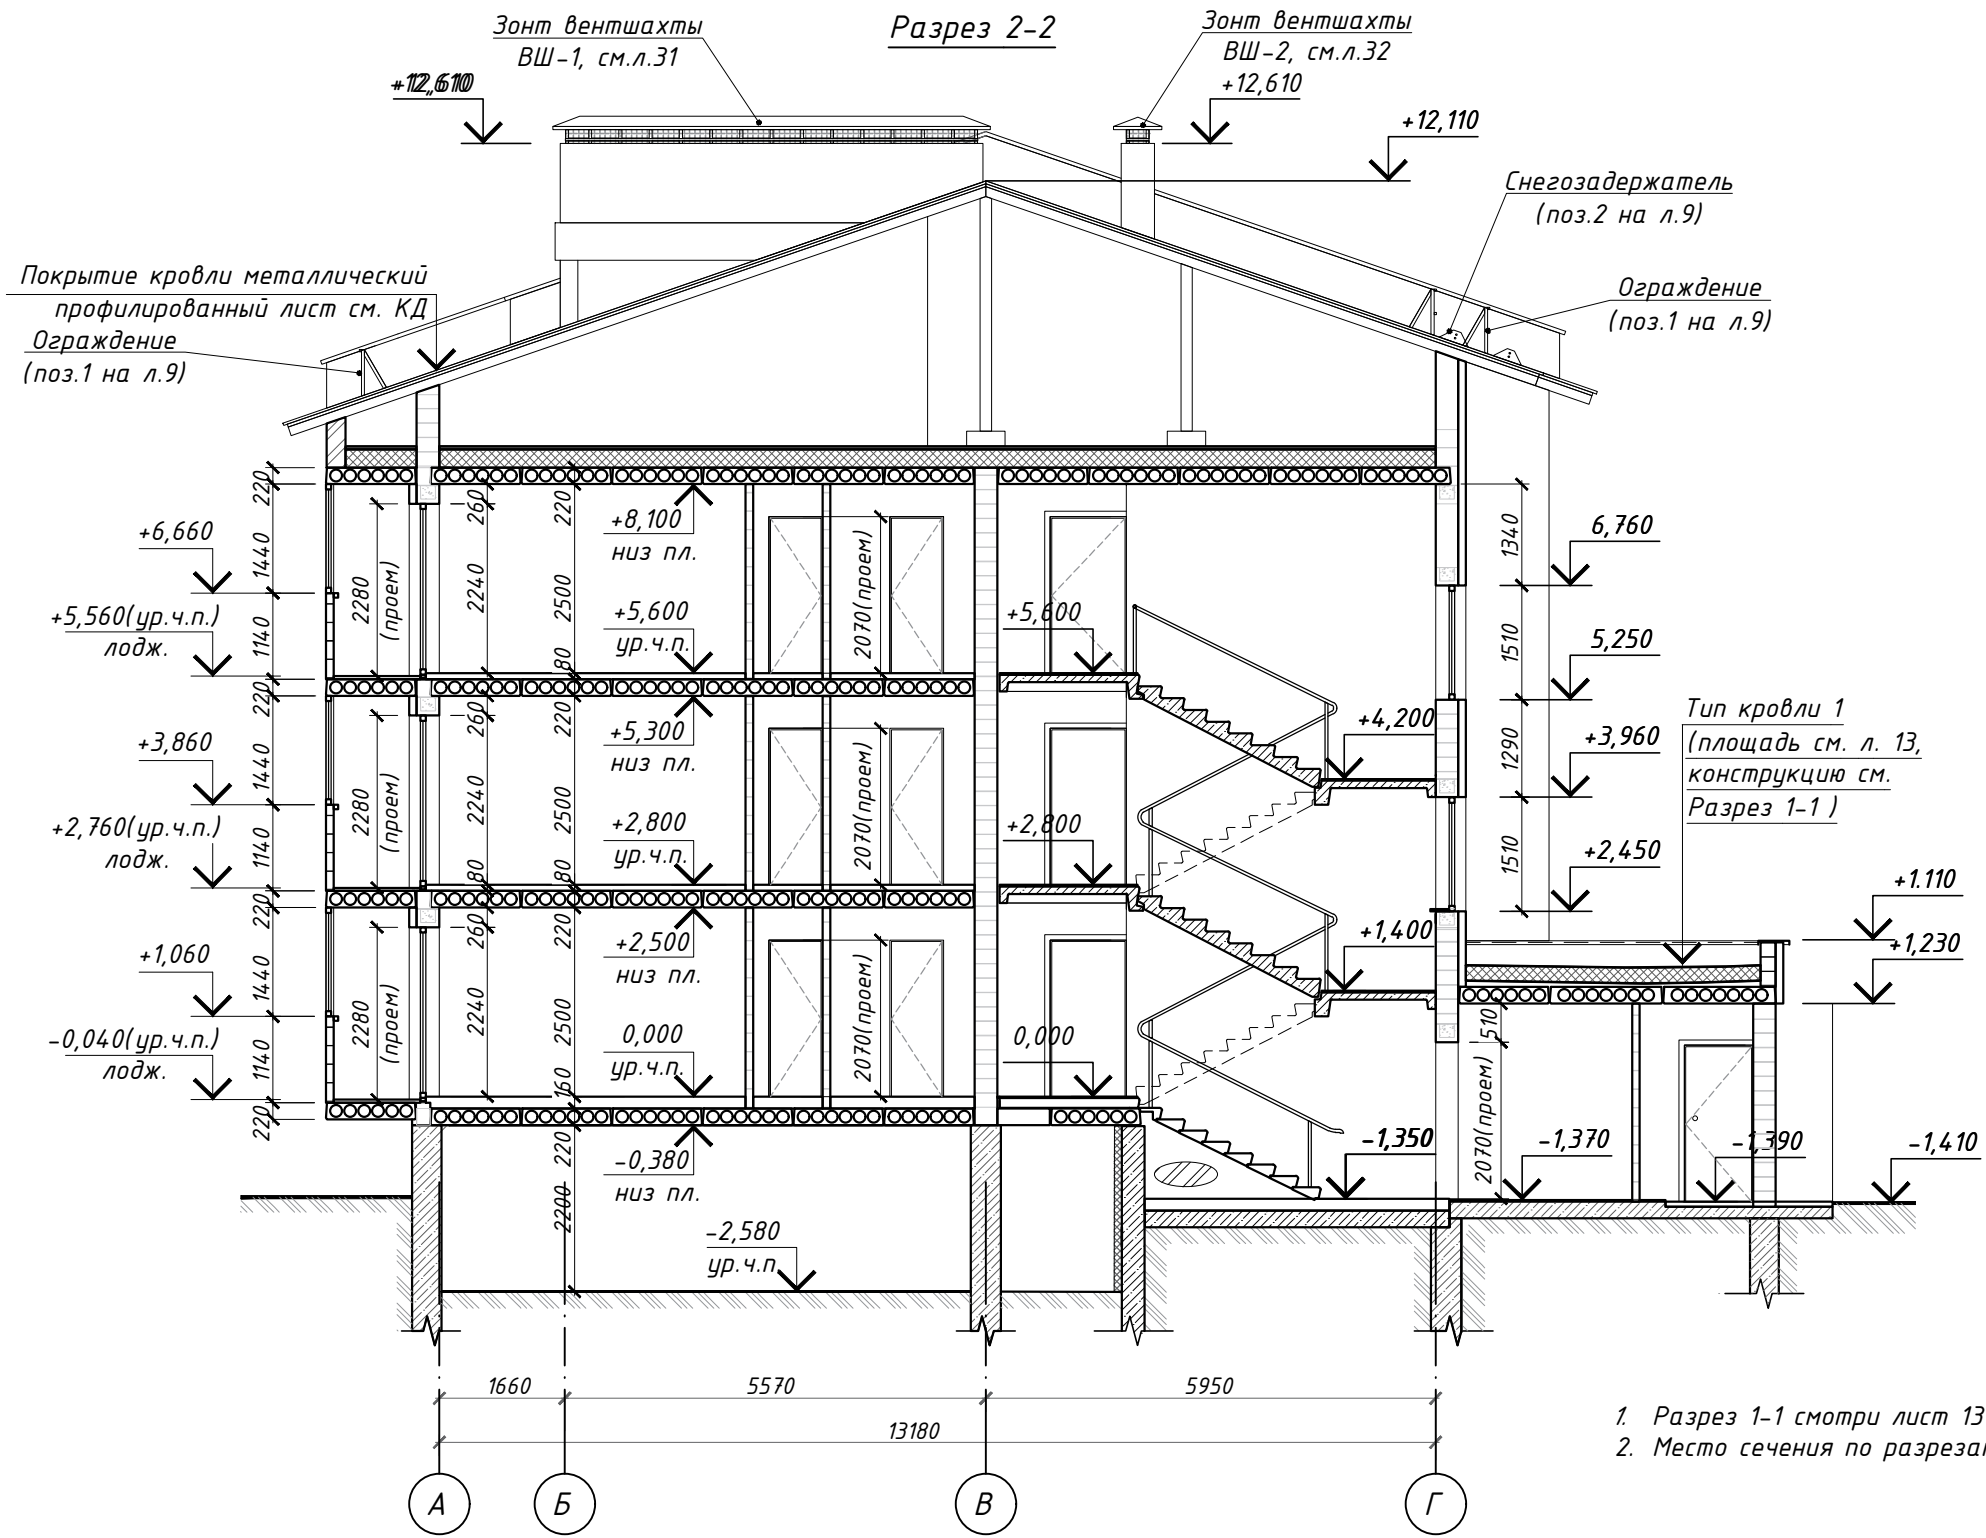 Разрез 2-2
Зонт вентшахты
ВШ-1, см.л.31
Зонт вентшахты
ВШ-2, см.л.32
+12,610
+12,610
+12,110
Снегозадержатель
(поз.2 на л.9)
Покрытие кровли металлический
профилированный лист см. КД
Ограждение
(поз.1 на л.9)
Ограждение
(поз.1 на л.9)
220
1440
1140
220
1440
1140
220
1440
1140
220
+6,660
+5,560(ур.ч.п.)
лодж.
+3,860
+2,760(ур.ч.п.)
лодж.
+1,060
-0,040(ур.ч.п.)
лодж.
2280
(проем)
2280
(проем)
2280
(проем)
260
2240
260
2240
80
260
2240
220
2500
80
220
2500
80
220
2500
160
220
2200
+8,100
низ пл.
+5,600
ур.ч.п.
+5,300
низ пл.
+2,800
ур.ч.п.
+2,500
низ пл.
0,000
ур.ч.п.
-0,380
низ пл.
-2,580
ур.ч.п.
2070(проем)
2070(проем)
2070(проем)
+5,600
+2,800
0,000
+4,200
+1,400
-1,350
1340
1510
1290
1510
6,760
5,250
+3,960
+2,450
Тип кровли 1
(площадь см. л. 13,
конструкцию см.
Разрез 1-1 )
+1.110
+1,230
510
2070(проем)
-1,370
-1,390
-1,410
1660
5570
5950
13180
А
Б
В
Г
1. Разрез 1-1 смотри лист 13
2. Место сечения по